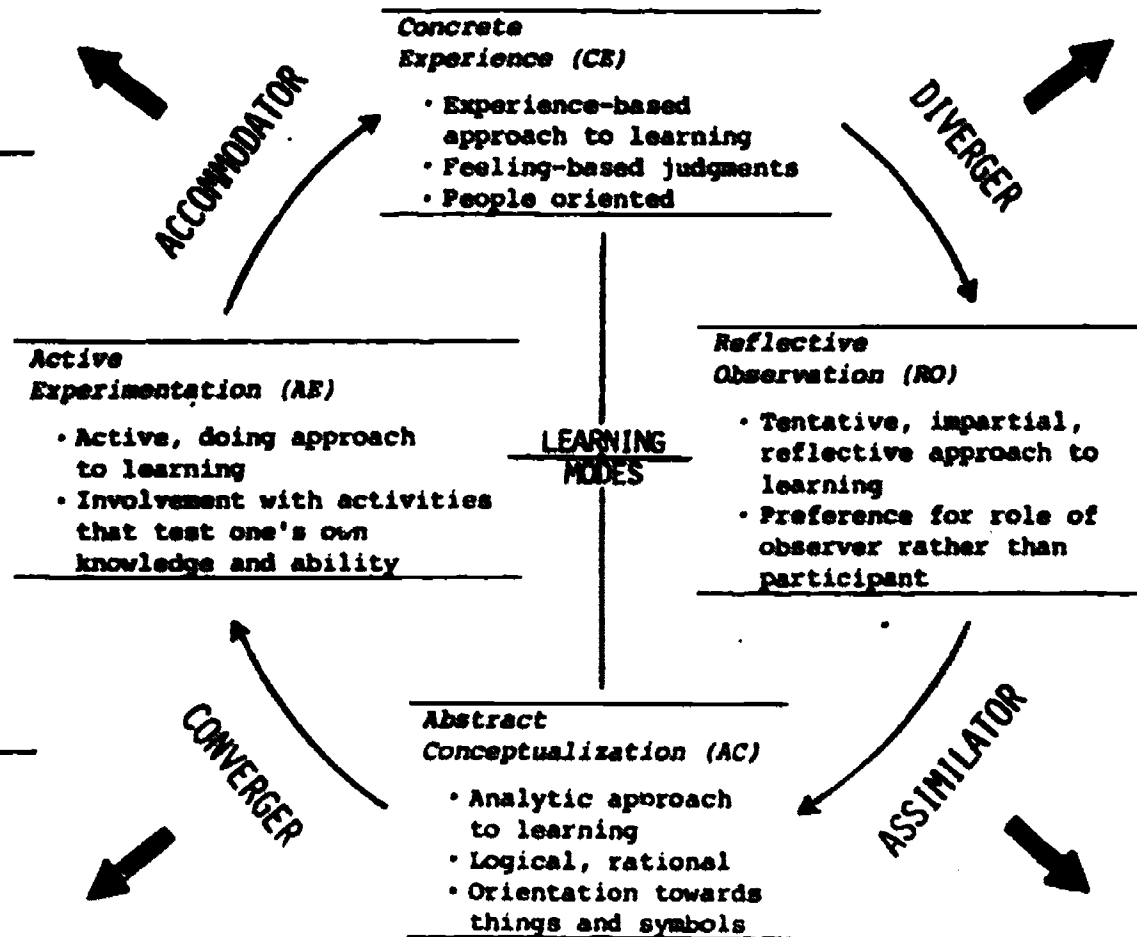 Concrete
Experience (CE)
· Experience-based
approach to learning
· Feeling-based judgments
· People oriented
ACCOMMODATOR
DIVERGER
Active
Experimentation (AE)
· Active, doing approach
to learning
· Involvement with activities
that test one's own
knowledge and ability
LEARNING
MODES
Reflective
Observation (RO)
· Tentative, impartial,
reflective approach to
learning
· Preference for role of
observer rather than
participant
CONVERGER
ASSIMILATOR
Abstract
Conceptualization (AC)
· Analytic approach
to learning
· Logical, rational
· Orientation towards
things and symbols